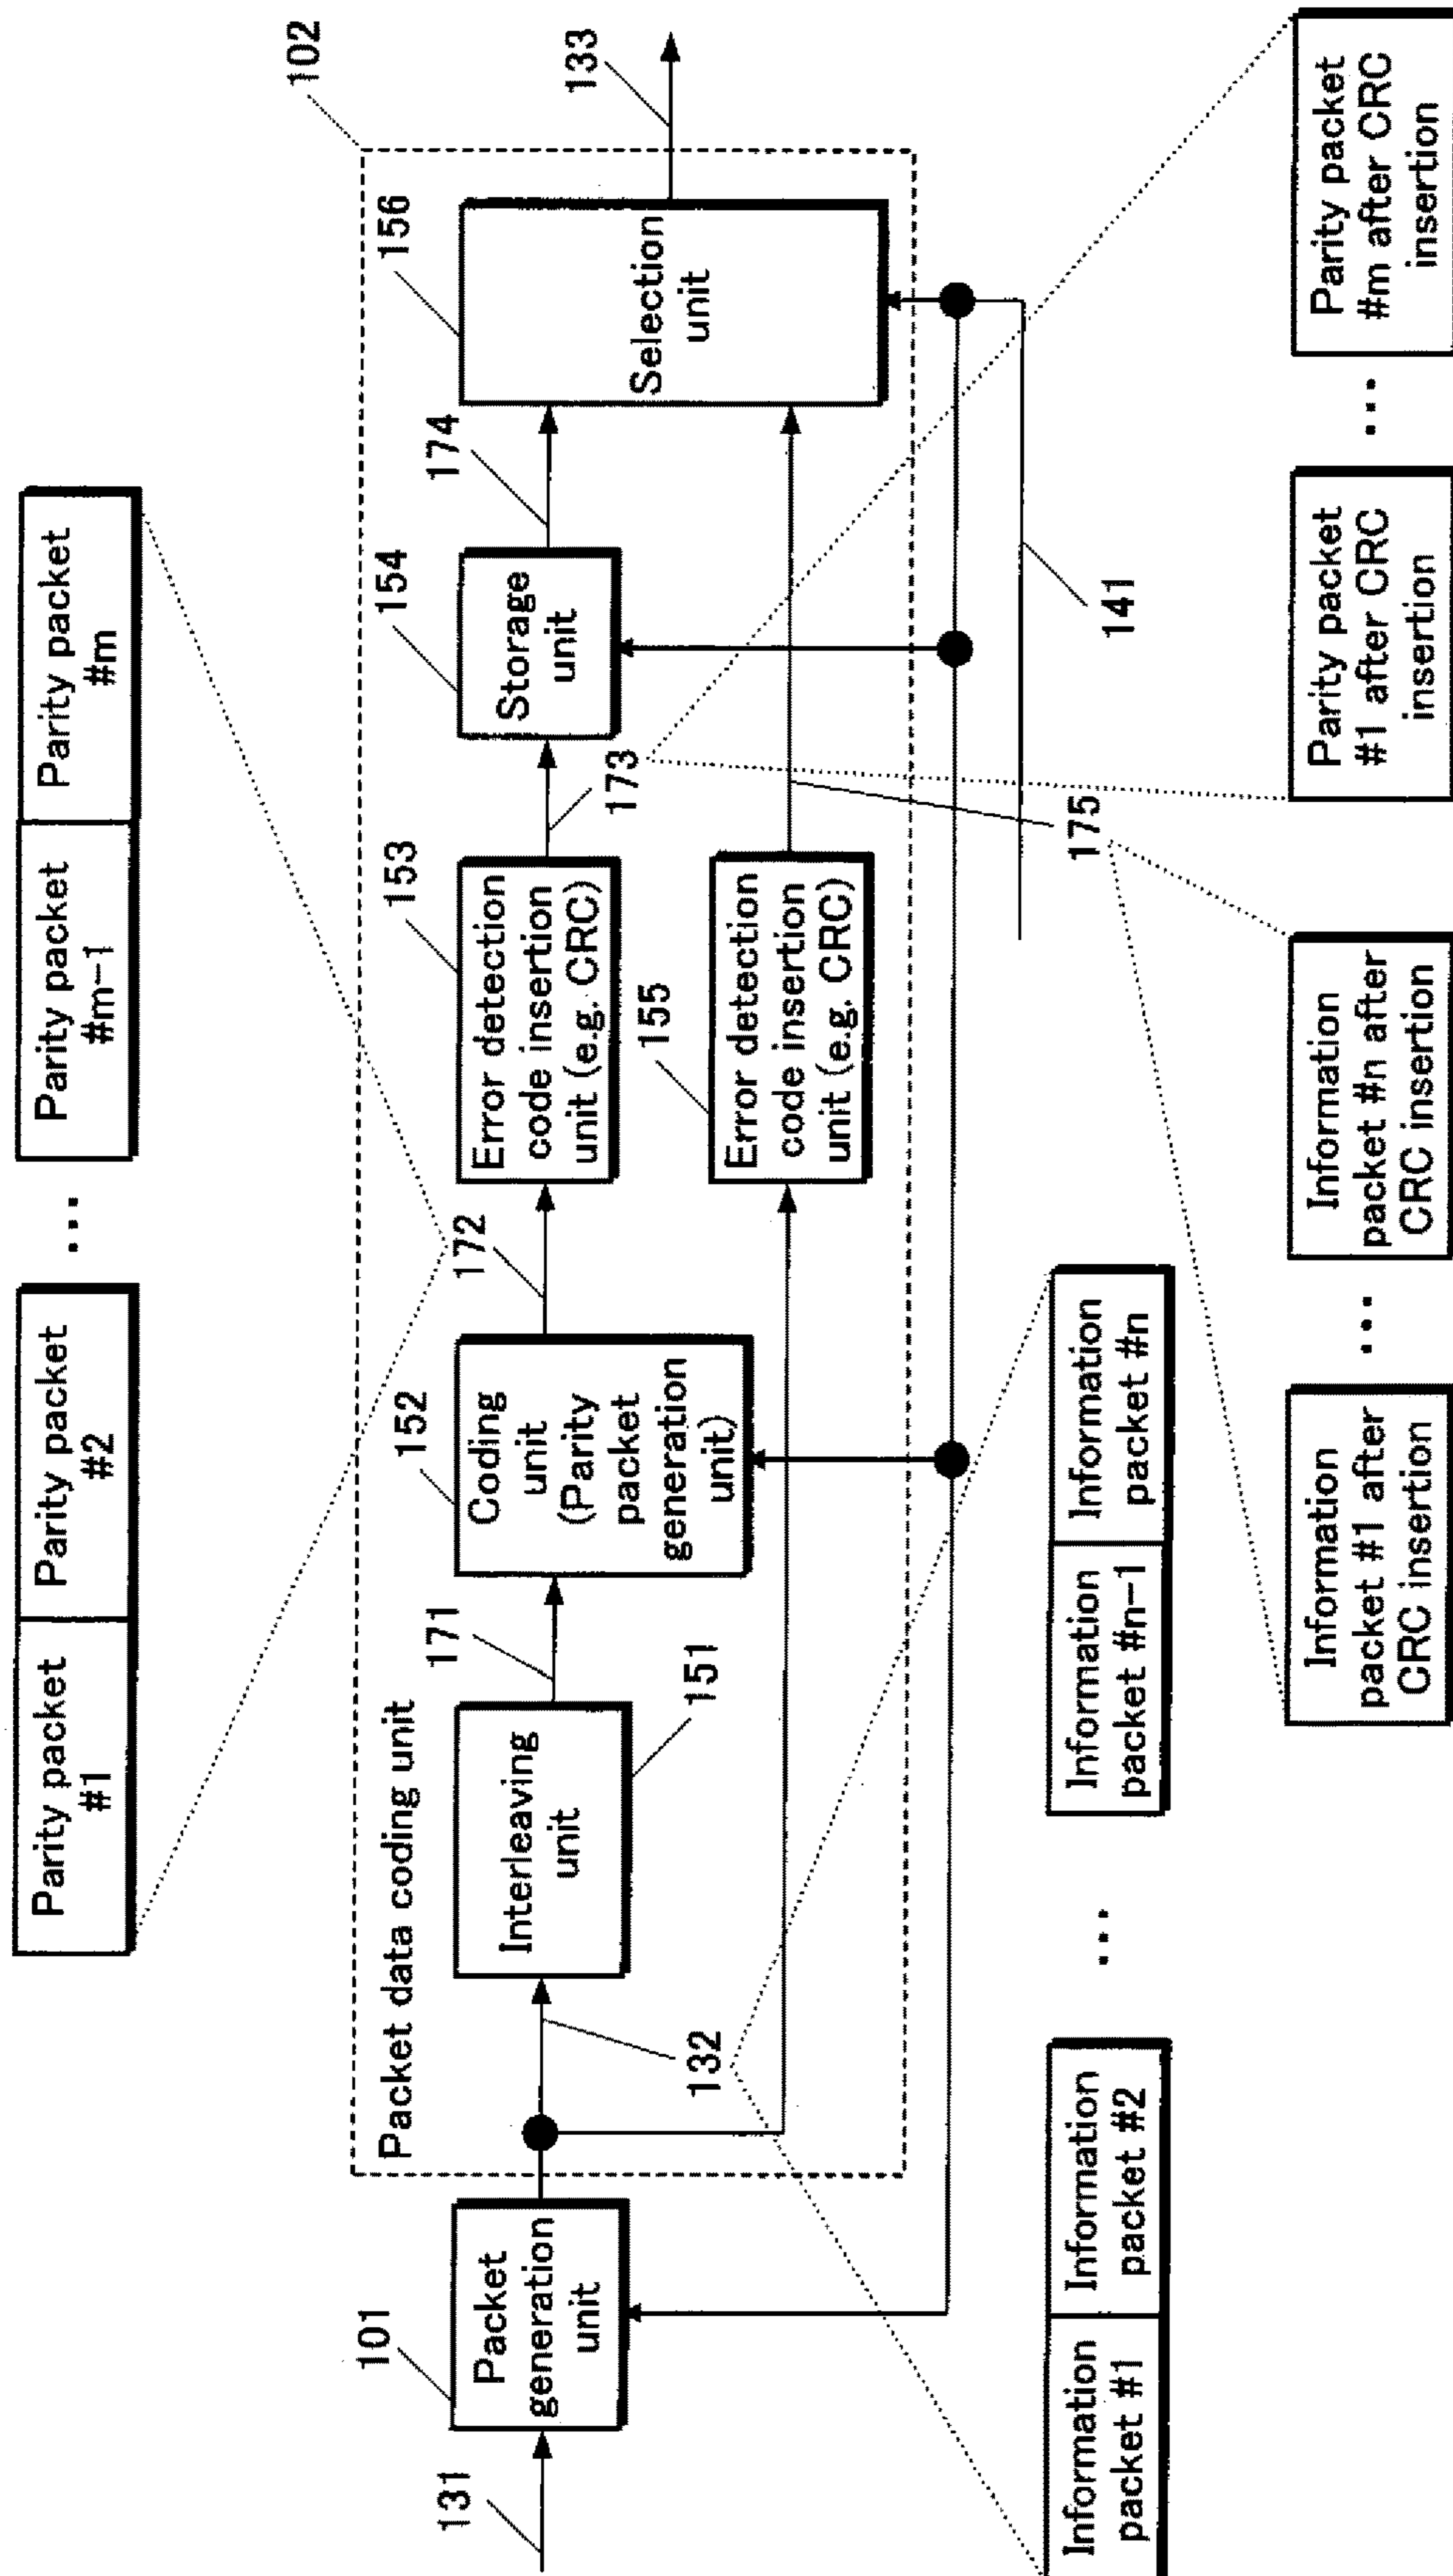 Parity packet
#1
Parity packet
#2
...
Parity packet
#m-1
Parity packet
#m
102
Packet data coding unit
131
101
Packet
generation
unit
132
Interleaving
unit
151
171
152
Coding
unit
(Parity
packet
generation
unit)
172
153
Error detection
code insertion
unit (e.g. CRC)
173
154
Storage
unit
174
156
Selection
unit
133
155
Error detection
code insertion
unit (e.g. CRC)
175
141
Information
packet #1
Information
packet #2
...
Information
packet #n-1
Information
packet #n
Information
packet #1 after
CRC insertion
...
Information
packet #n after
CRC insertion
Parity packet
#1 after CRC
insertion
...
Parity packet
#m after CRC
insertion